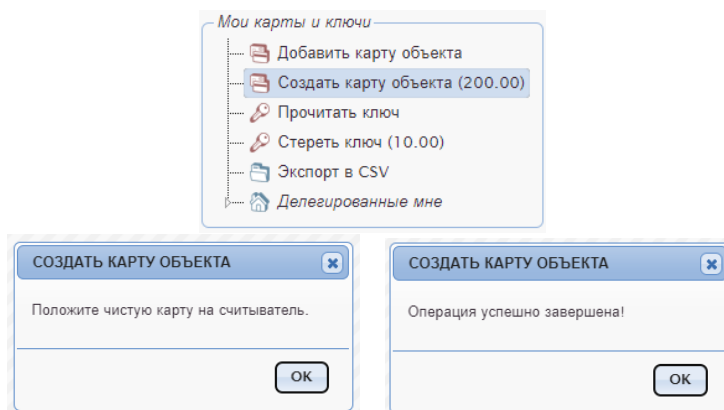 Мои карты и ключи
Добавить карту объекта
Создать карту объекта (200.00)
Прочитать ключ
Стереть ключ (10.00)
Экспорт в CSV
Делегированные мне
СОЗДАТЬ КАРТУ ОБЪЕКТА
Положите чистую карту на считыватель.
OK
СОЗДАТЬ КАРТУ ОБЪЕКТА
Операция успешно завершена!
OK